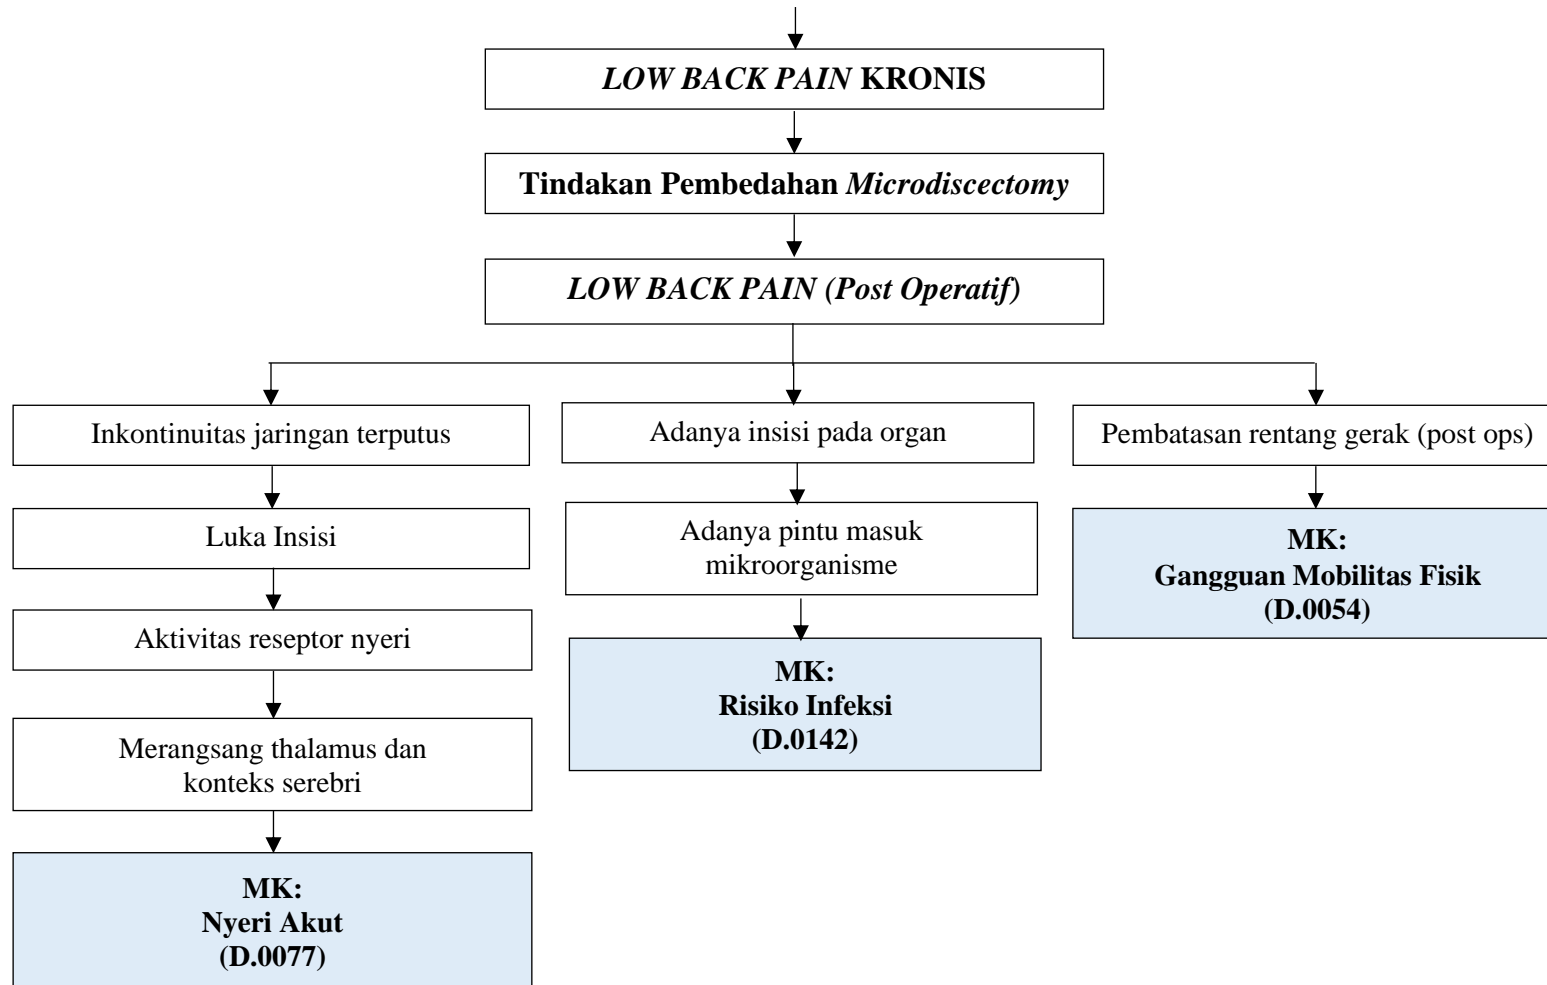 LOW BACK PAIN KRONIS
Tindakan Pembedahan Microdiscectomy
LOW BACK PAIN (Post Operatif)
Inkontinuitas jaringan terputus
Luka Insisi
Aktivitas reseptor nyeri
Merangsang thalamus dan
konteks serebri
MK:
Nyeri Akut
(D.0077)
Adanya insisi pada organ
Adanya pintu masuk
mikroorganisme
MK:
Risiko Infeksi
(D.0142)
Pembatasan rentang gerak (post ops)
MK:
Gangguan Mobilitas Fisik
(D.0054)